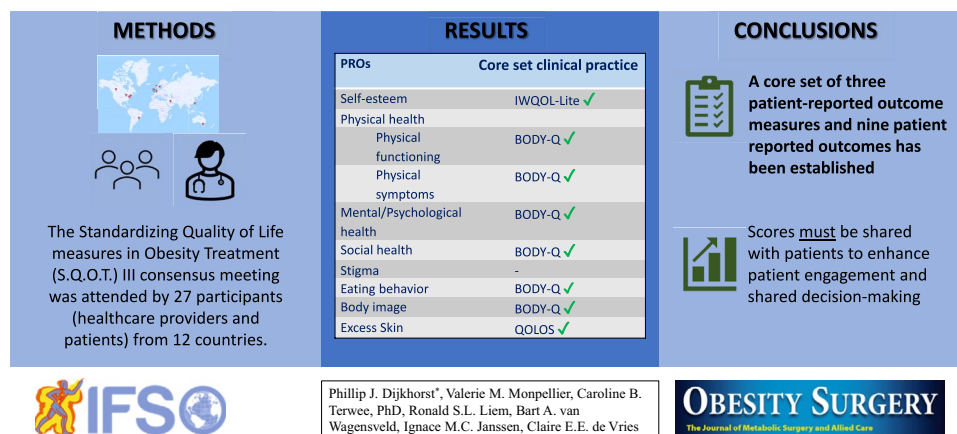 METHODS
The Standardizing Quality of Life
measures in Obesity Treatment
(S.Q.O.T.) III consensus meeting
was attended by 27 participants
(healthcare providers and
patients) from 12 countries.
RESULTS
PROs Core set clinical practice
Self-esteem IWQOL-Lite ✓
Physical health
Physical
functioning BODY-Q ✓
Physical
symptoms BODY-Q ✓
Mental/Psychological
health BODY-Q ✓
Social health BODY-Q ✓
Stigma -
Eating behavior BODY-Q ✓
Body image BODY-Q ✓
Excess Skin QOLOS ✓
CONCLUSIONS
A core set of three
patient-reported outcome
measures and nine patient
reported outcomes has
been established
Scores must be shared
with patients to enhance
patient engagement and
shared decision-making
IFSO
Phillip J. Dijkhorst*, Valerie M. Monpellier, Caroline B.
Terwee, PhD, Ronald S.L. Liem, Bart A. van
Wagensveld, Ignace M.C. Janssen, Claire E.E. de Vries
OBESITY SURGERY
The Journal of Metabolic Surgery and Allied Care